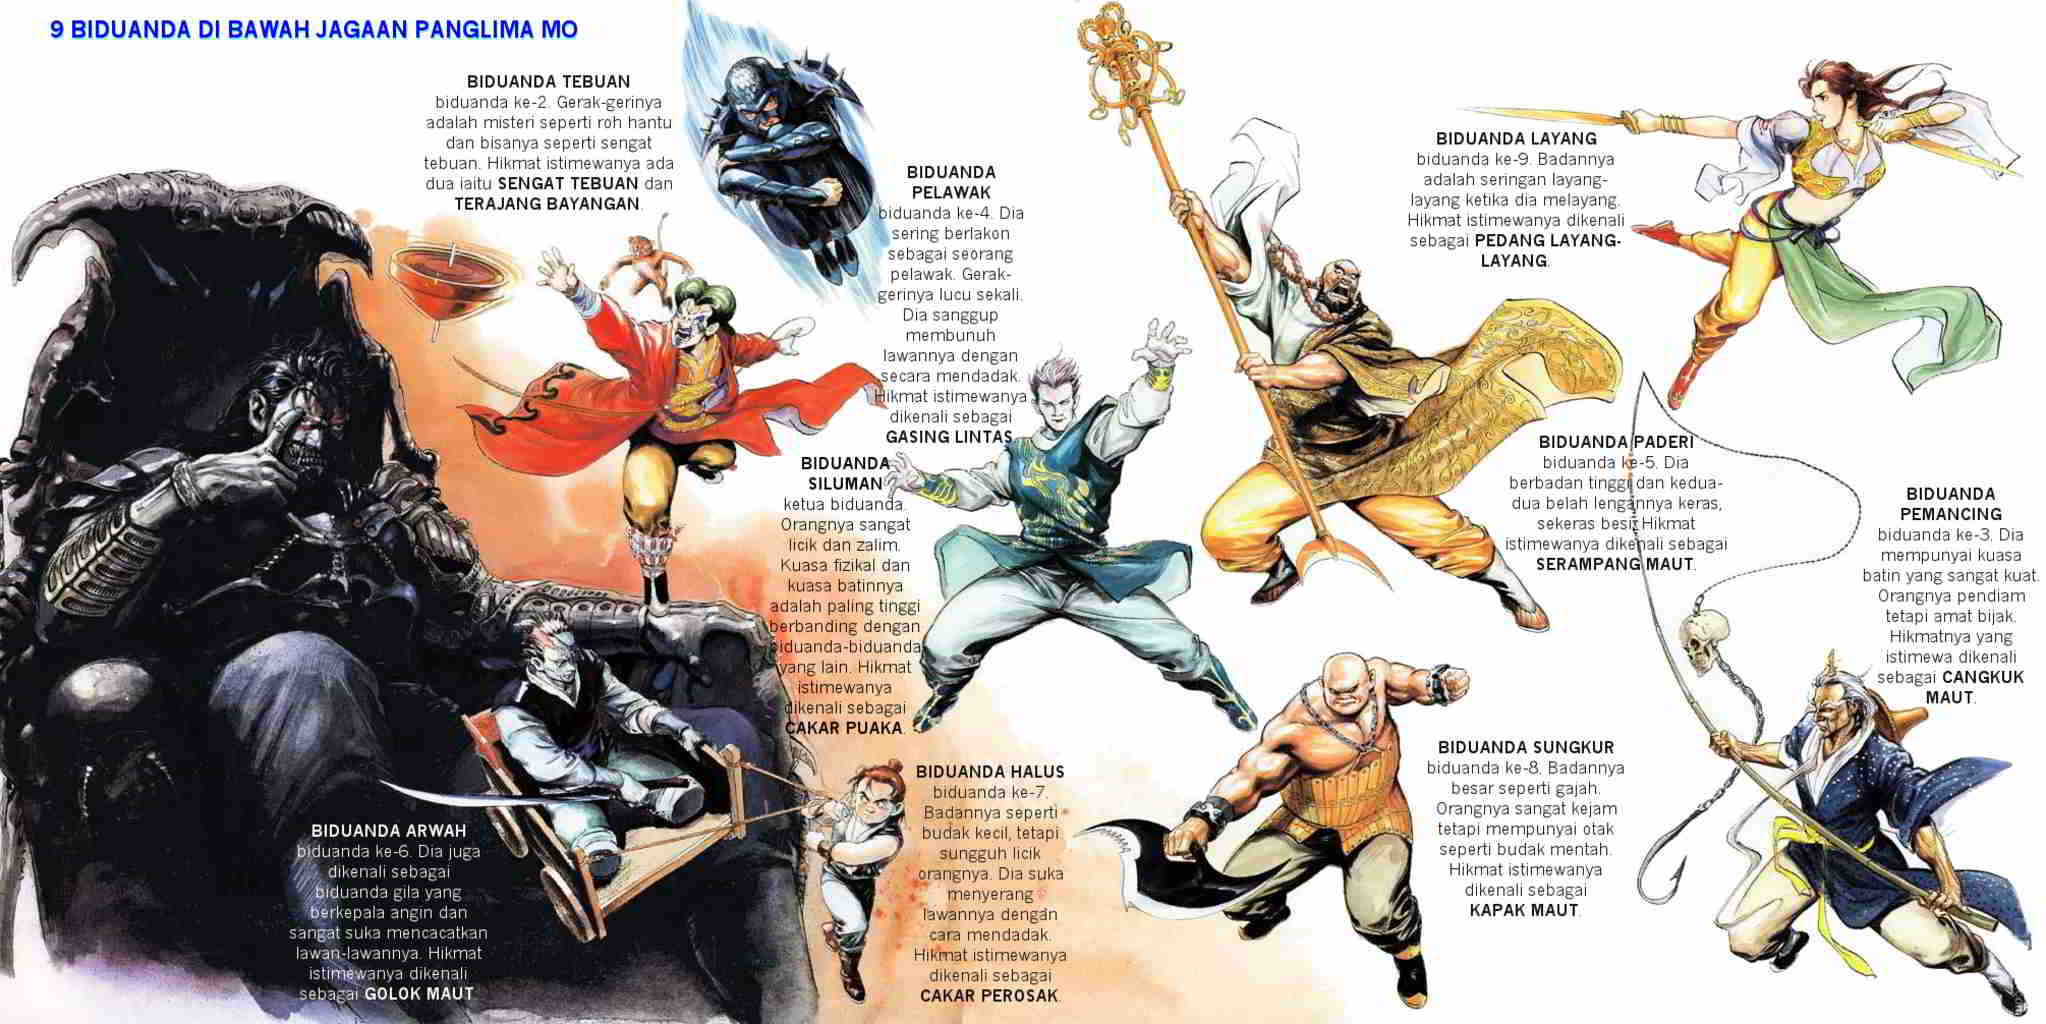 9 BIDUANDA DI BAWAH JAGAAN PANGLIMA MO
BIDUANDA TEBUAN
biduanda ke-2. Gerak-gerinya
adalah misteri seperti roh hantu
dan bisanya seperti sengat
tebuan. Hikmat istimewanya ada
dua iaitu SENGAT TEBUAN dan
TERAJANG BAYANGAN.
BIDUANDA
PELAWAK
biduanda ke-4. Dia
sering berlakon
sebagai seorang
pelawak. Gerak-
gerinya lucu sekali.
Dia sanggup
membunuh
lawannya dengan
secara mendadak.
Hikmat istimewanya
dikenali sebagai
GASING LINTAS.
BIDUANDA LAYANG
biduanda ke-9. Badannya
adalah seringan layang-
layang ketika dia melayang.
Hikmat istimewanya dikenali
sebagai PEDANG LAYANG-
LAYANG.
BIDUANDA
SILUMAN
ketua biduanda.
Orangnya sangat
licik dan zalim.
Kuasa fizikal dan
kuasa batinnya
adalah paling tinggi
berbanding dengan
biduanda-biduanda
yang lain. Hikmat
istimewanya
dikenali sebagai
CAKAR PUAKA.
BIDUANDA PADERI
biduanda ke-5. Dia
berbadan tinggi dan kedua-
dua belah lengannya keras,
sekeras besi. Hikmat
istimewanya dikenali sebagai
SERAMPANG MAUT.
BIDUANDA
PEMANCING
biduanda ke-3. Dia
mempunyai kuasa
batin yang sangat kuat.
Orangnya pendiam
tetapi amat bijak.
Hikmatnya yang
istimewa dikenali
sebagai CANGKUK
MAUT.
BIDUANDA ARWAH
biduanda ke-6. Dia juga
dikenali sebagai
biduanda gila yang
berkepala angin dan
sangat suka mencacatkan
lawan-lawannya. Hikmat
istimewanya dikenali
sebagai GOLOK MAUT.
BIDUANDA HALUS
biduanda ke-7.
Badannya seperti
budak kecil, tetapi
sungguh licik
orangnya. Dia suka
menyerang
lawannya dengan
cara mendadak.
Hikmat istimewanya
dikenali sebagai
CAKAR PEROSAK.
BIDUANDA SUNGKUR
biduanda ke-8. Badannya
besar seperti gajah.
Orangnya sangat kejam
tetapi mempunyai otak
seperti budak mentah.
Hikmat istimewanya
dikenali sebagai
KAPAK MAUT.